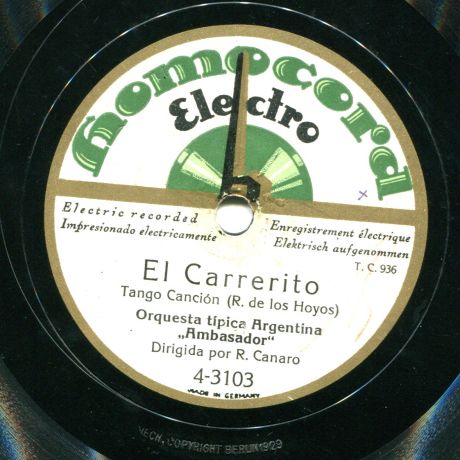 Homocord
Electro
Electric recorded
Impresionado electricamente
Enregistrement électrique
Elektrisch aufgenommen
T. C. 936
El Carrerito
Tango Canción (R. de los Hoyos)
Orquesta típica Argentina
„Ambasador“
Dirigida por R. Canaro
4-3103
MADE IN GERMANY
MECH. COPYRIGHT BERLIN 1929